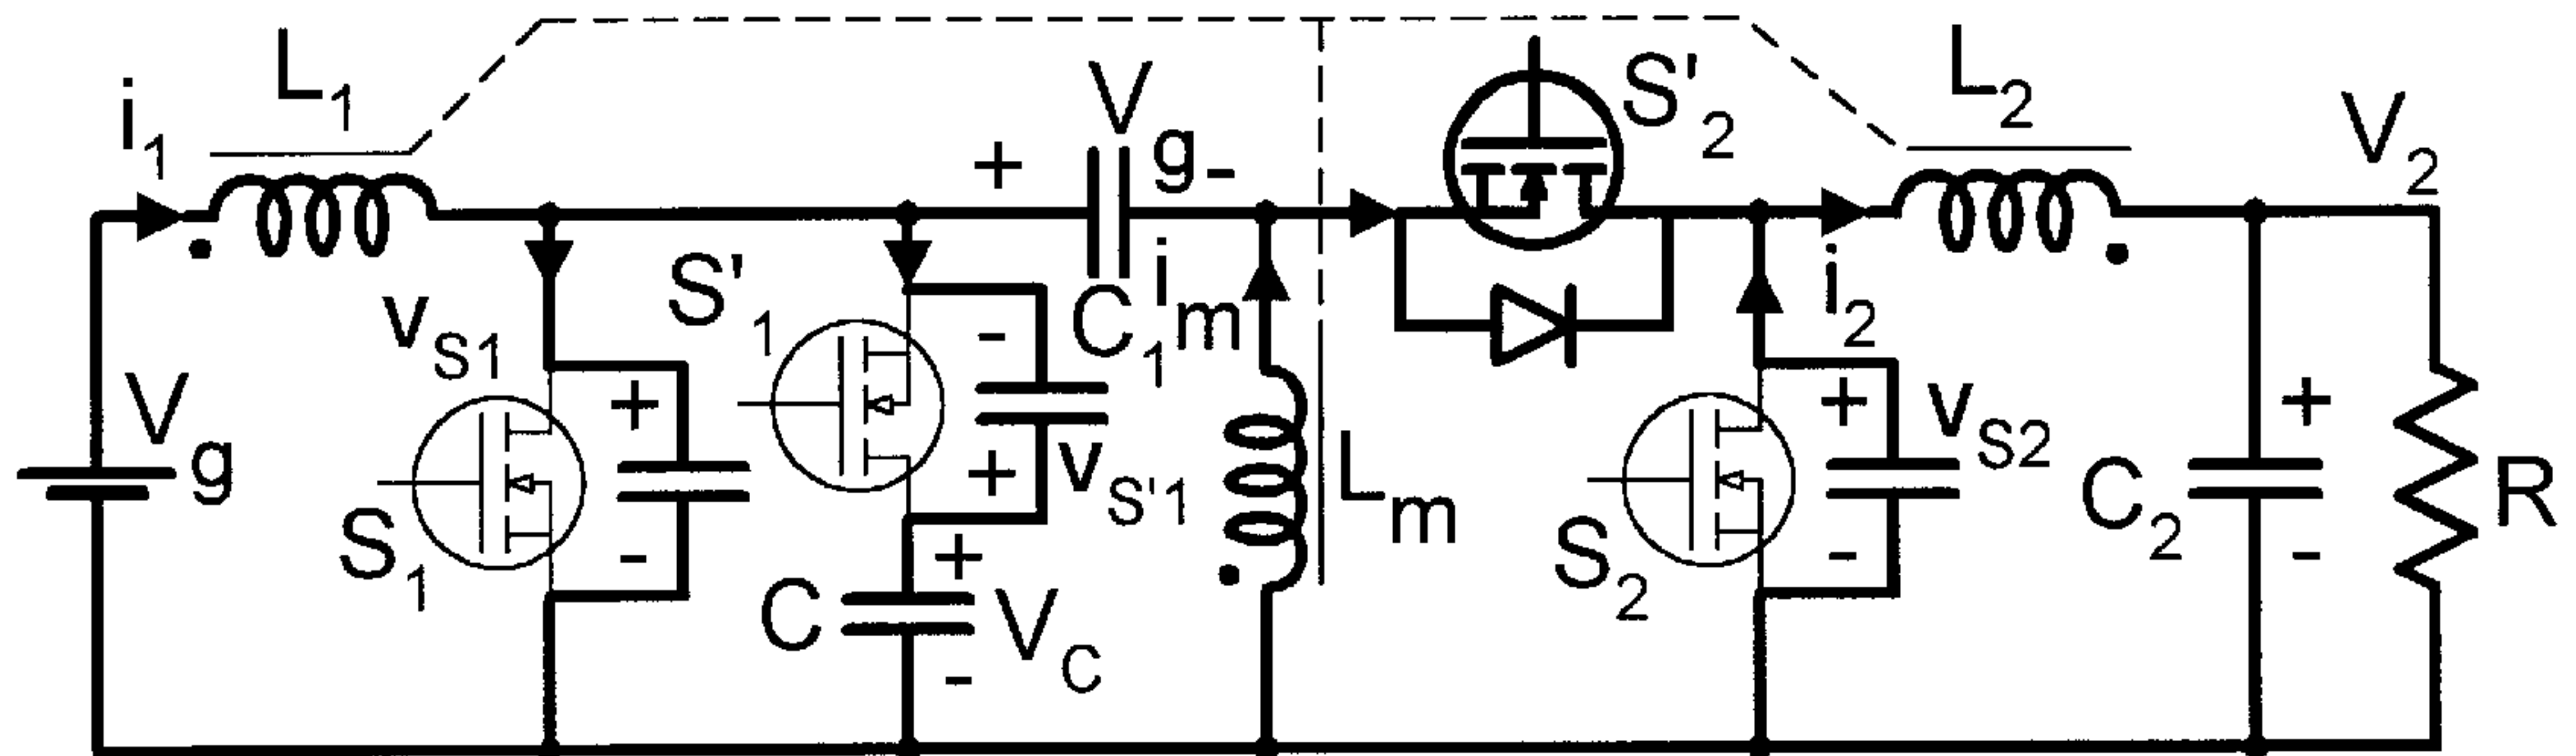 i1
L1
Vg
vS1
S1
S'1
+
-
C
+
VC
-
-
+
vS'1
+
Vg
-
C1
im
Lm
S'2
S2
+
vS2
-
i2
L2
V2
C2
+
-
R